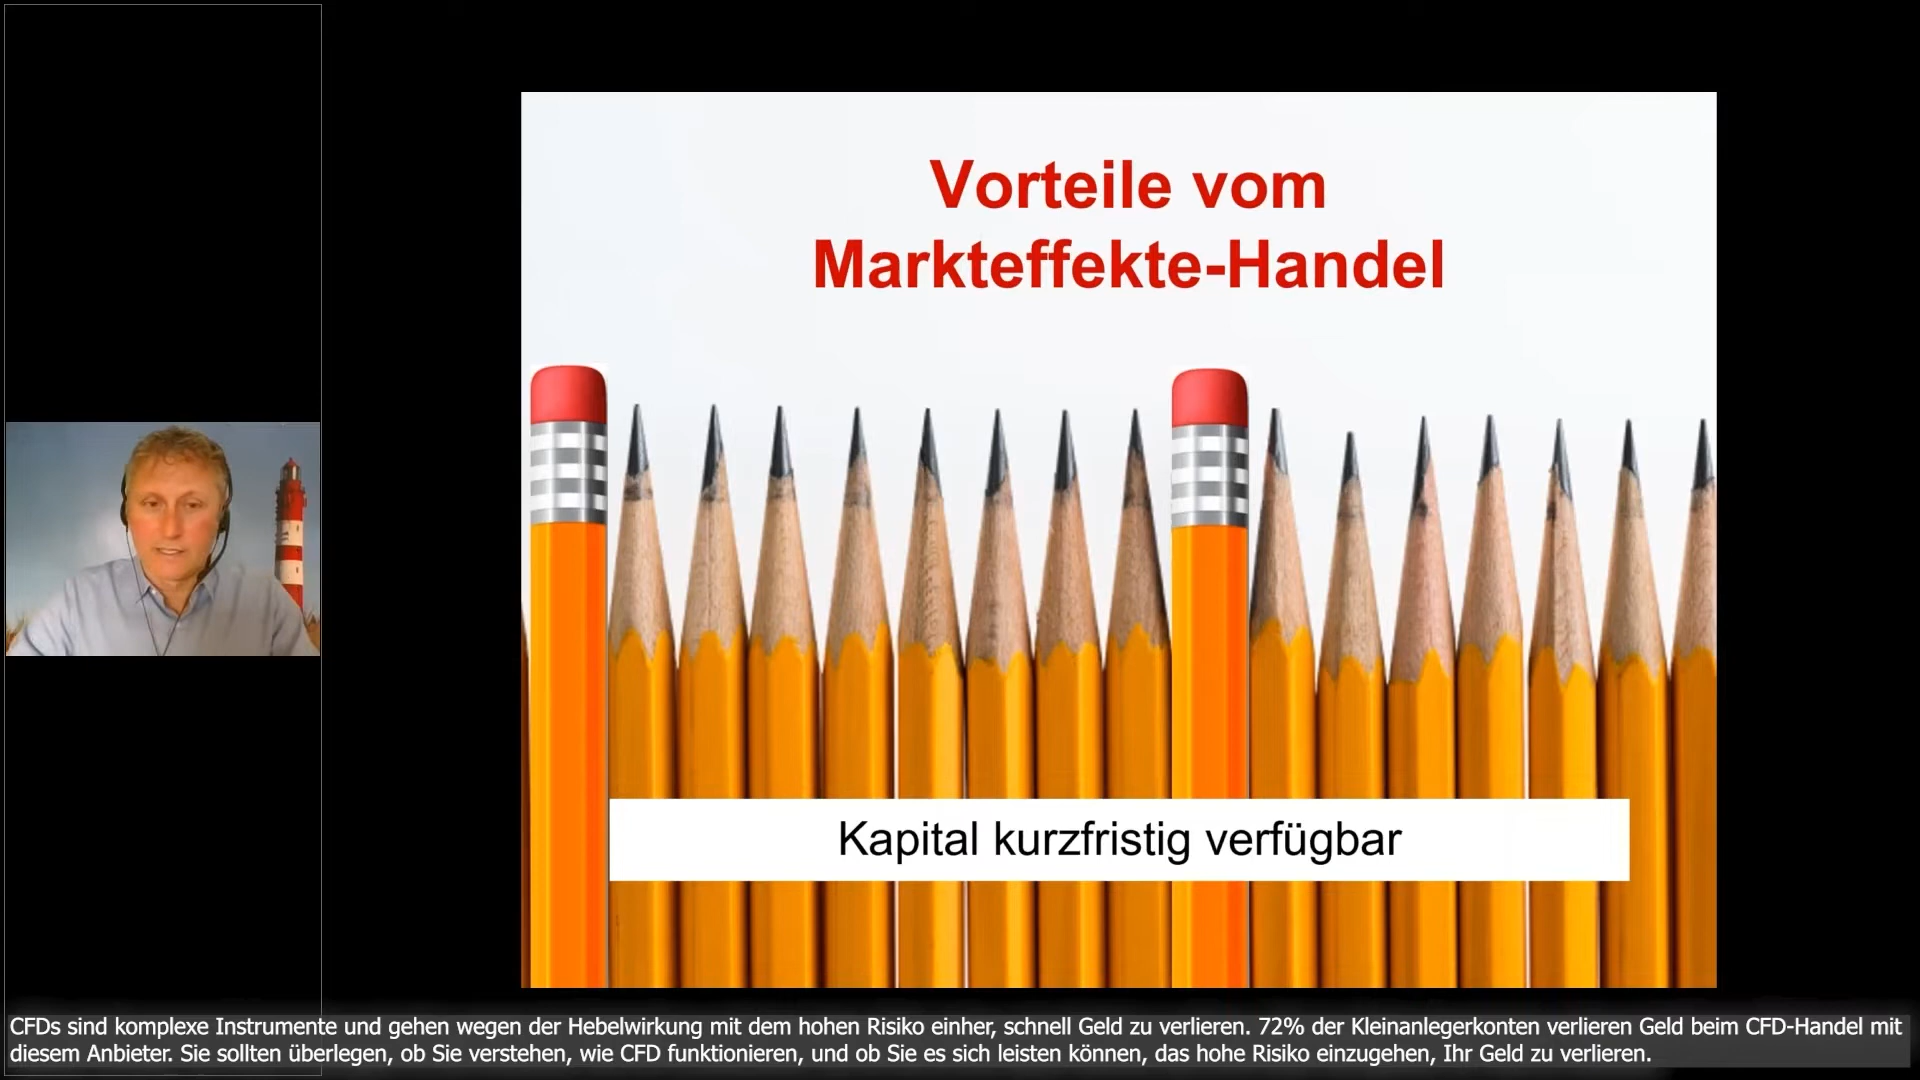 Vorteile vom
Markteffekte-Handel
Kapital kurzfristig verfügbar
CFDs sind komplexe Instrumente und gehen wegen der Hebelwirkung mit dem hohen Risiko einher, schnell Geld zu verlieren. 72% der Kleinanlegerkonten verlieren Geld beim CFD-Handel mit
diesem Anbieter. Sie sollten überlegen, ob Sie verstehen, wie CFD funktionieren, und ob Sie es sich leisten können, das hohe Risiko einzugehen, Ihr Geld zu verlieren.